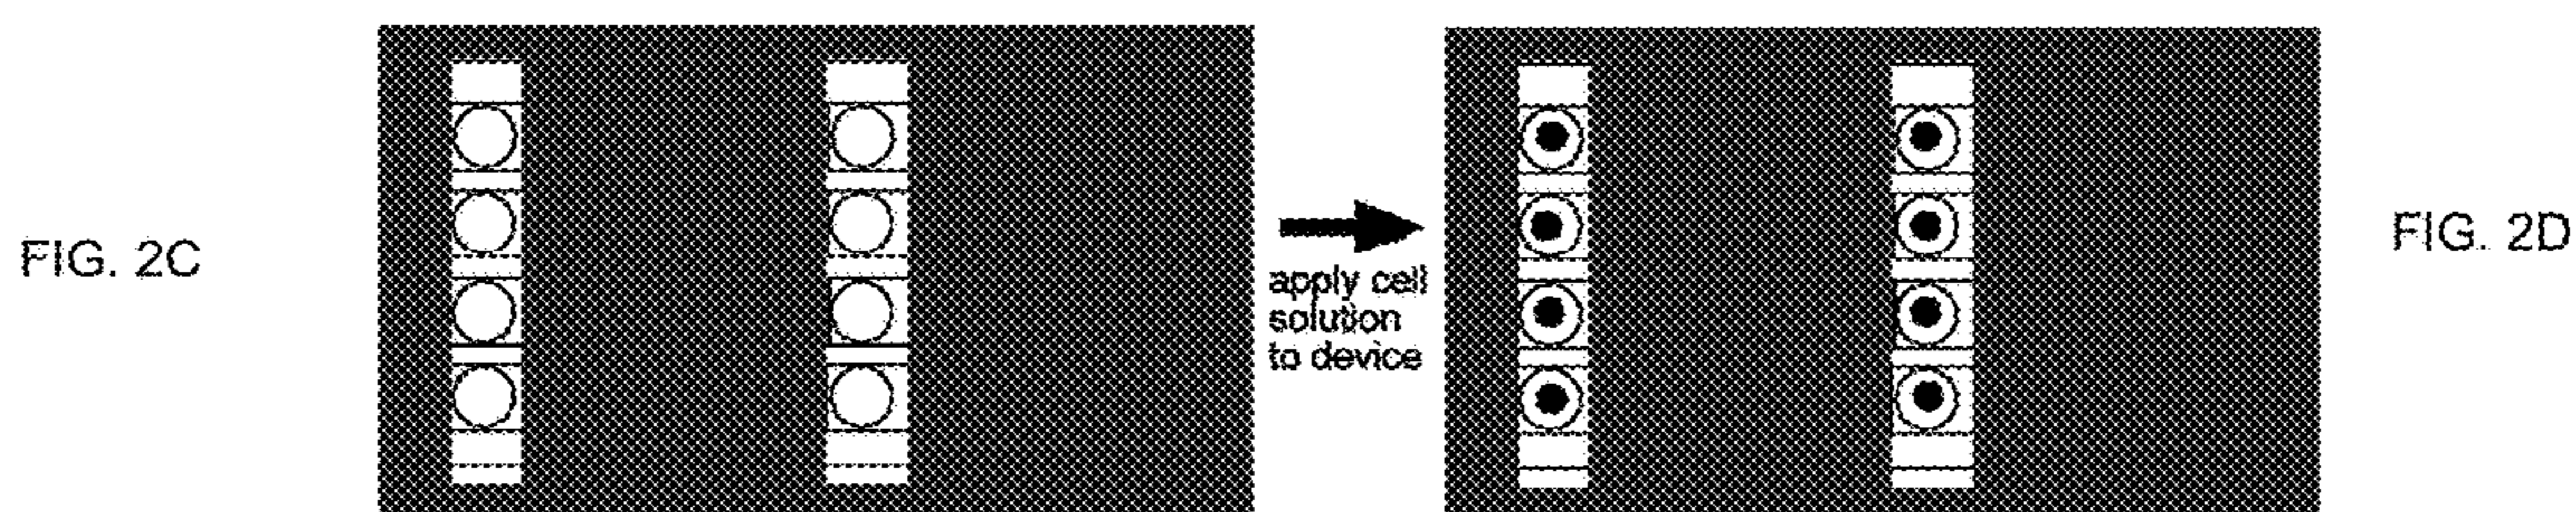 FIG. 2C
apply cell
solution
to device
FIG. 2D